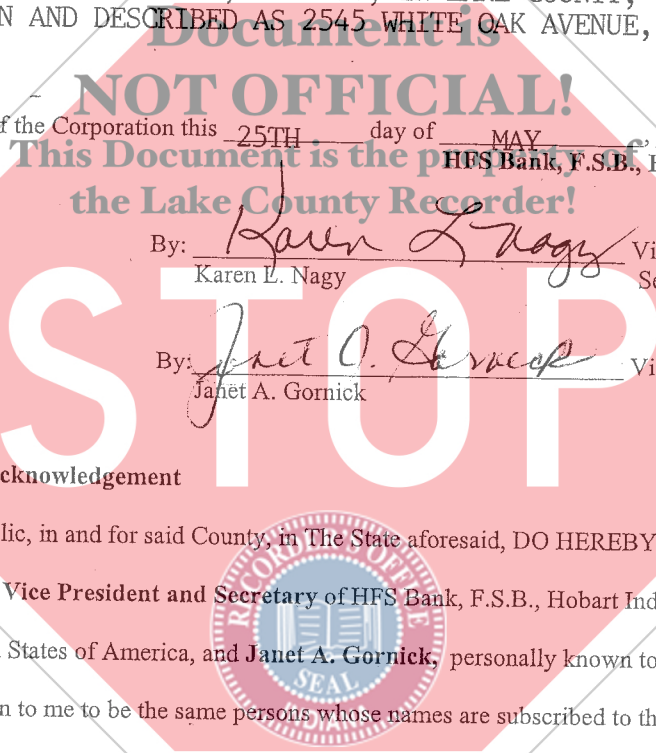 N AND DESCRIBED AS 2545 WHITE OAK AVENUE,
Document is
NOT OFFICIAL!
f the Corporation this 25TH day of MAY,
This Document is the property of
HFS Bank, F.S.B., H
the Lake County Recorder!
By: Karen L Nagy Vi
Karen L. Nagy Se
STOP
By: Janet A. Gornick Vi
Janet A. Gornick
cknowledgement
lic, in and for said County, in The State aforesaid, DO HEREBY
Vice President and Secretary of HFS Bank, F.S.B., Hobart Ind
States of America, and Janet A. Gornick, personally known to
n to me to be the same persons whose names are subscribed to th
RECORDER'S OFFICE
SEAL
INDIANA